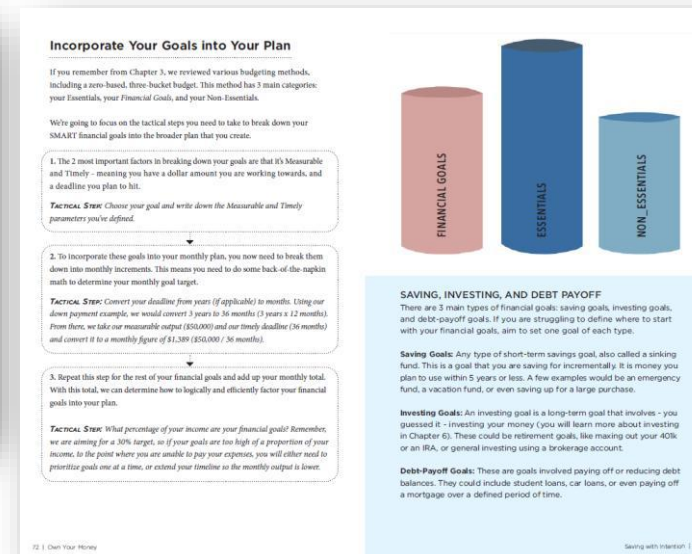 Incorporate Your Goals into Your Plan
If you remember from Chapter 3, we reviewed various budgeting methods,
including a zero-based, three-bucket budget. This method has 3 main categories:
your Essentials, your Financial Goals, and your Non-Essentials.
We're going to focus on the tactical steps you need to take to break down your
SMART financial goals into the broader plan that you create.
1. The 2 most important factors in breaking down your goals are that it's Measurable
and Timely - meaning you have a dollar amount you are working towards, and
a deadline you plan to hit.
TACTICAL STEP: Choose your goal and write down the Measurable and Timely
parameters you've defined.
2. To incorporate these goals into your monthly plan, you now need to break them
down into monthly increments. This means you need to do some back-of-the-napkin
math to determine your monthly goal target.
TACTICAL STEP: Convert your deadline from years (if applicable) to months. Using our
down payment example, we would convert 3 years to 36 months (3 years x 12 months).
From there, we take our measurable output ($50,000) and our timely deadline (36 months)
and convert it to a monthly figure of $1,389 ($50,000 / 36 months).
3. Repeat this step for the rest of your financial goals and add up your monthly total.
With this total, we can determine how to logically and efficiently factor your financial
goals into your plan.
TACTICAL STEP: What percentage of your income are your financial goals? Remember,
we are aiming for a 30% target, so if your goals are too high of a proportion of your
income, to the point where you are unable to pay your expenses, you will either need to
prioritize goals one at a time, or extend your timeline so the monthly output is lower.
72 | Own Your Money
FINANCIAL GOALS
ESSENTIALS
NON_ESSENTIALS
SAVING, INVESTING, AND DEBT PAYOFF
There are 3 main types of financial goals: saving goals, investing goals,
and debt-payoff goals. If you are struggling to define where to start
with your financial goals, aim to set one goal of each type.
Saving Goals: Any type of short-term savings goal, also called a sinking
fund. This is a goal that you are saving for incrementally. It is money you
plan to use within 5 years or less. A few examples would be an emergency
fund, a vacation fund, or even saving up for a large purchase.
Investing Goals: An investing goal is a long-term goal that involves - you
guessed it - investing your money (you will learn more about investing
in Chapter 6). These could be retirement goals, like maxing out your 401k
or an IRA, or general investing using a brokerage account.
Debt-Payoff Goals: These are goals involved paying off or reducing debt
balances. They could include student loans, car loans, or even paying off
a mortgage over a defined period of time.
Saving with Intention |